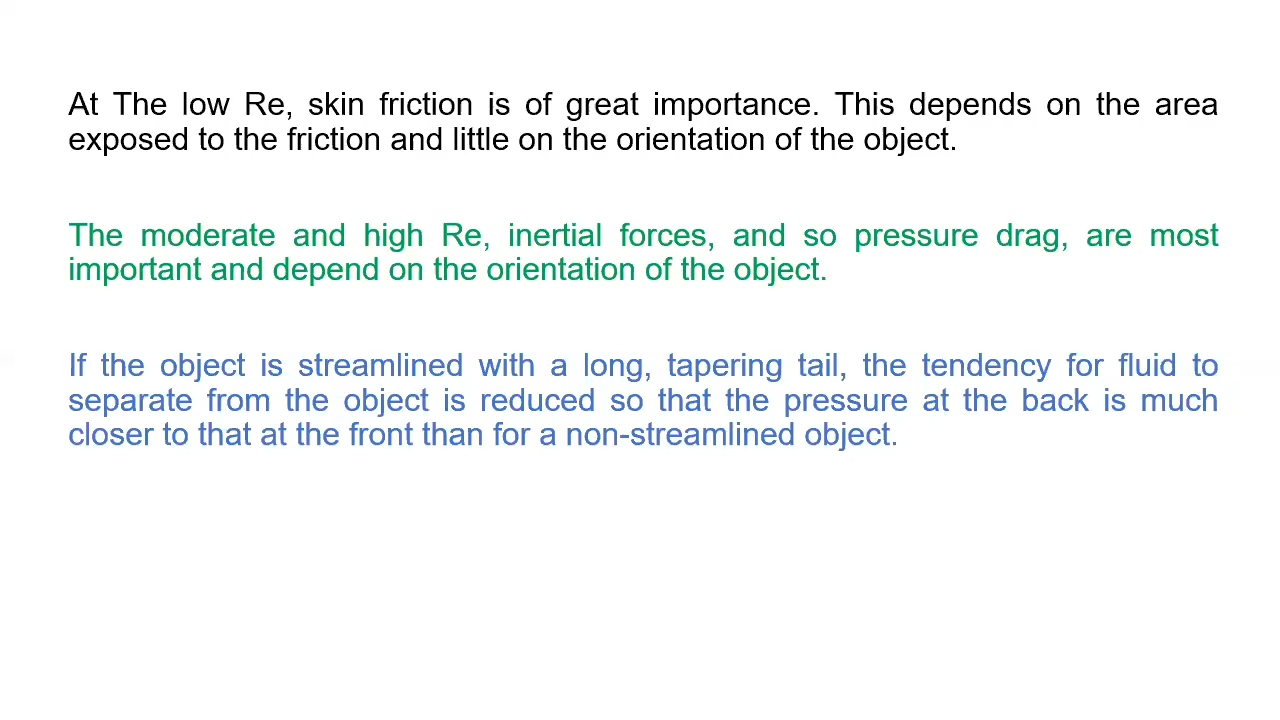 At The low Re, skin friction is of great importance. This depends on the area
exposed to the friction and little on the orientation of the object.
The moderate and high Re, inertial forces, and so pressure drag, are most
important and depend on the orientation of the object.
If the object is streamlined with a long, tapering tail, the tendency for fluid to
separate from the object is reduced so that the pressure at the back is much
closer to that at the front than for a non-streamlined object.